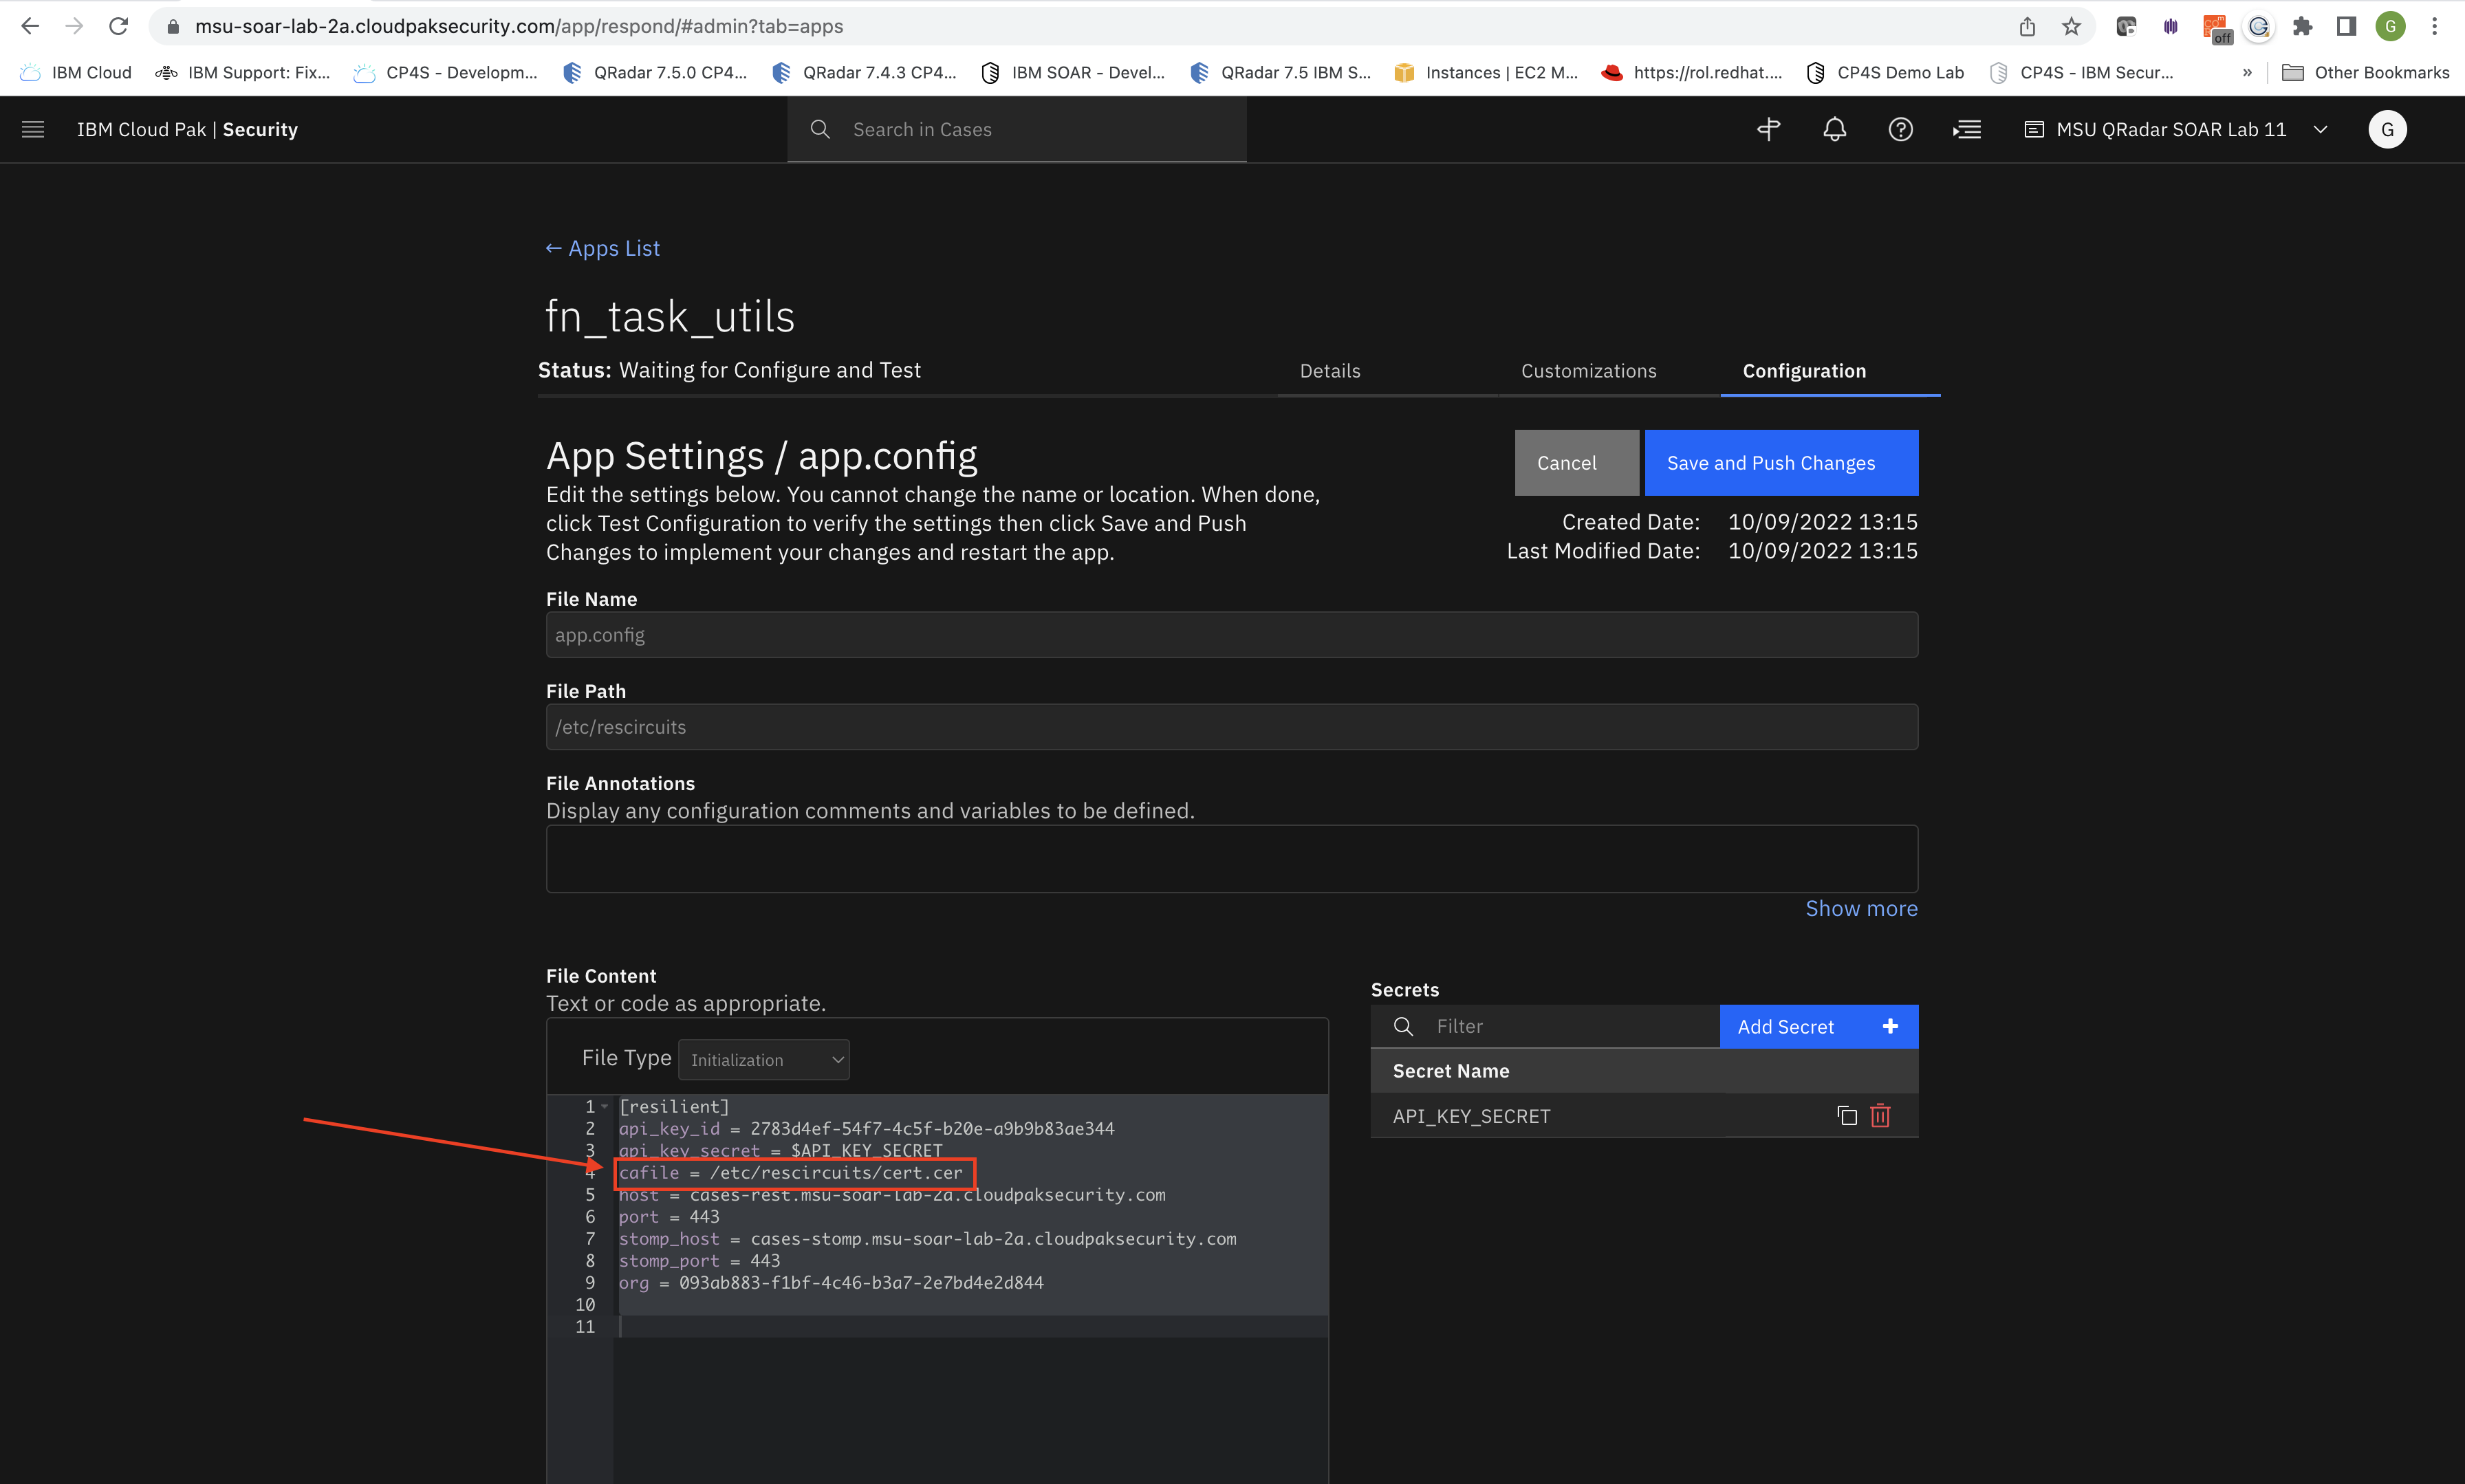 msu-soar-lab-2a.cloudpaksecurity.com/app/respond/#admin?tab=apps
off
G
IBM Cloud
IBM Support: Fix...
CP4S - Developm...
QRadar 7.5.0 CP4...
QRadar 7.4.3 CP4...
IBM SOAR - Devel...
QRadar 7.5 IBM S...
Instances | EC2 M...
https://rol.redhat....
CP4S Demo Lab
CP4S - IBM Secur...
»
Other Bookmarks
IBM Cloud Pak | Security
Search in Cases
MSU QRadar SOAR Lab 11
G
← Apps List
fn_task_utils
Status: Waiting for Configure and Test
Details
Customizations
Configuration
App Settings / app.config
Cancel
Save and Push Changes
Edit the settings below. You cannot change the name or location. When done,
click Test Configuration to verify the settings then click Save and Push
Changes to implement your changes and restart the app.
Created Date: 10/09/2022 13:15
Last Modified Date: 10/09/2022 13:15
File Name
app.config
File Path
/etc/rescircuits
File Annotations
Display any configuration comments and variables to be defined.
Show more
File Content
Text or code as appropriate.
File Type Initialization
1 [resilient]
2 api_key_id = 2783d4ef-54f7-4c5f-b20e-a9b9b83ae344
3 api_key_secret = $API_KEY_SECRET
4 cafile = /etc/rescircuits/cert.cer
5 host = cases-rest.msu-soar-lab-2a.cloudpaksecurity.com
6 port = 443
7 stomp_host = cases-stomp.msu-soar-lab-2a.cloudpaksecurity.com
8 stomp_port = 443
9 org = 093ab883-f1bf-4c46-b3a7-2e7bd4e2d844
10
11
Secrets
Filter
Add Secret +
Secret Name
API_KEY_SECRET